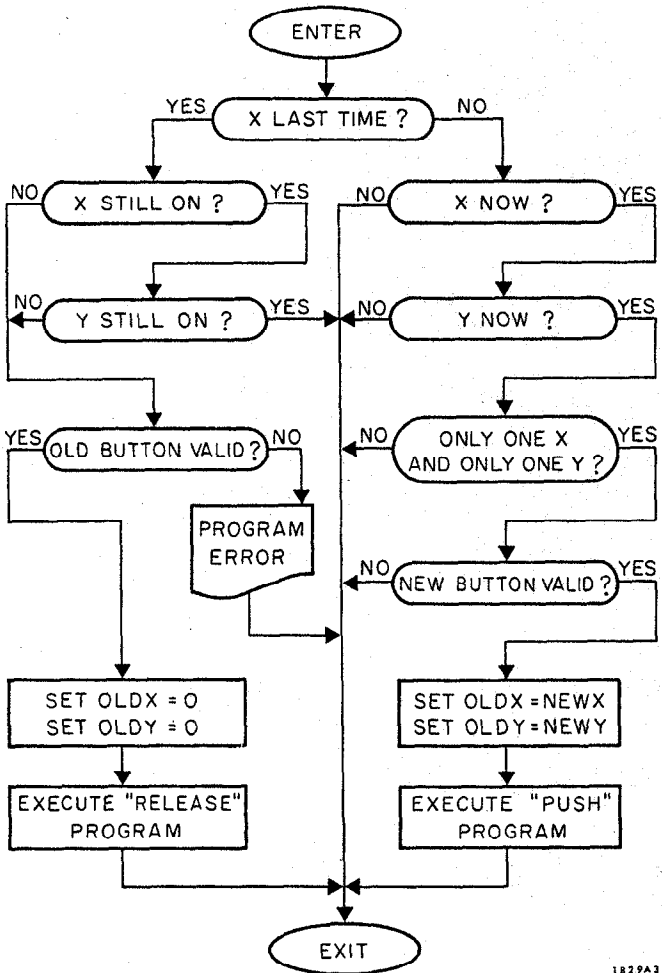 ENTER
YES
X LAST TIME ?
NO
NO
X STILL ON ?
YES
NO
X NOW ?
YES
NO
Y STILL ON ?
YES
NO
Y NOW ?
YES
YES
OLD BUTTON VALID ?
NO
NO
ONLY ONE X
AND ONLY ONE Y ?
YES
PROGRAM
ERROR
NO
NEW BUTTON VALID ?
YES
SET OLDX = 0
SET OLDY = 0
SET OLDX = NEWX
SET OLDY = NEWY
EXECUTE "RELEASE"
PROGRAM
EXECUTE "PUSH"
PROGRAM
EXIT
1829A3